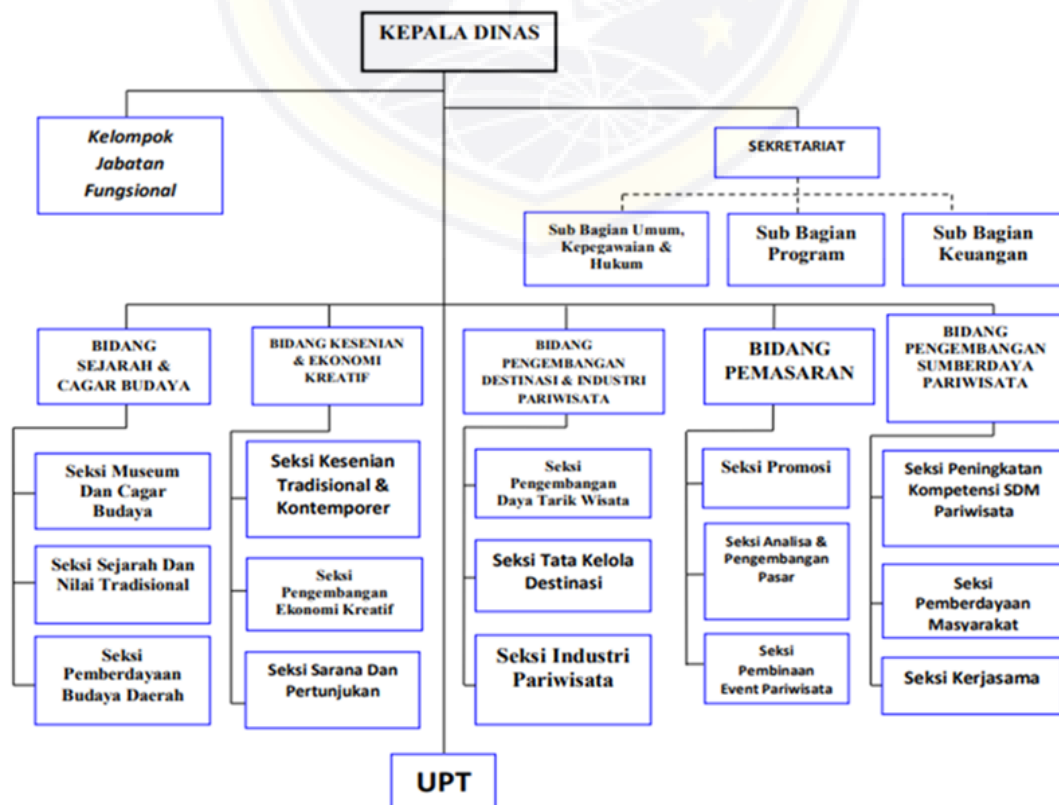 KEPALA DINAS
Kelompok
Jabatan
Fungsional
SEKRETARIAT
Sub Bagian Umum,
Kepegawaian &
Hukum
Sub Bagian
Program
Sub Bagian
Keuangan
BIDANG
SEJARAH &
CAGAR BUDAYA
BIDANG KESENIAN
& EKONOMI
KREATIF
BIDANG
PENGEMBANGAN
DESTINASI & INDUSTRI
PARIWISATA
BIDANG
PEMASARAN
BIDANG
PENGEMBANGAN
SUMBERDAYA
PARIWISATA
Seksi Museum
Dan Cagar
Budaya
Seksi Sejarah Dan
Nilai Tradisional
Seksi
Pemberdayaan
Budaya Daerah
Seksi Kesenian
Tradisional &
Kontemporer
Seksi
Pengembangan
Ekonomi Kreatif
Seksi Sarana Dan
Pertunjukan
Seksi
Pengembangan
Daya Tarik Wisata
Seksi Tata Kelola
Destinasi
Seksi Industri
Pariwisata
Seksi Promosi
Seksi Analisa &
Pengembangan
Pasar
Seksi
Pembinaan
Event Pariwisata
Seksi Peningkatan
Kompetensi SDM
Pariwisata
Seksi
Pemberdayaan
Masyarakat
Seksi Kerjasama
UPT